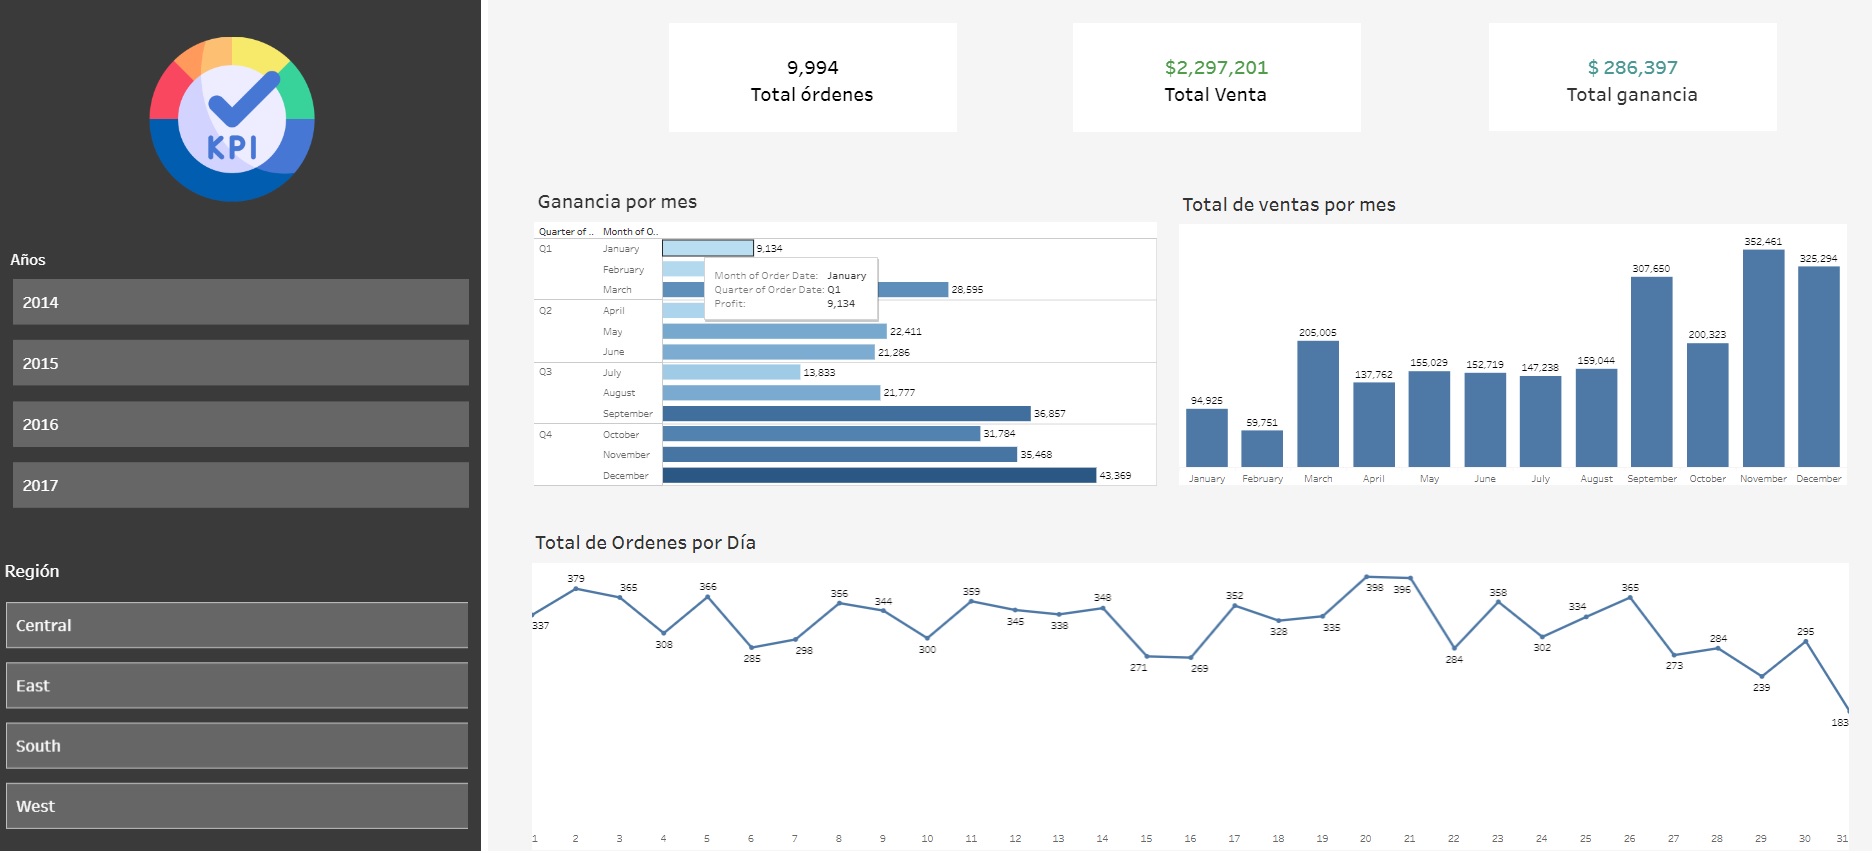 KPI
Años
2014
2015
2016
2017
Región
Central
East
South
West
9,994
Total órdenes
$2,297,201
Total Venta
$ 286,397
Total ganancia
Ganancia por mes
Quarter of .. Month of O..
Q1 January 9,134
February
March 28,595
Month of Order Date: January
Quarter of Order Date: Q1
Profit: 9,134
Q2 April
May 22,411
June 21,286
Q3 July 13,833
August 21,777
September 36,857
Q4 October 31,784
November 35,468
December 43,369
Total de ventas por mes
94,925 59,751 205,005 137,762 155,029 152,719 147,238 159,044 307,650 200,323 352,461 325,294
January February March April May June July August September October November December
Total de Ordenes por Día
337 379 365 308 366 285 298 356 344 300 359 345 338 348 271 269 352 328 335 398 396 284 358 302 334 365 273 284 239 295 183
1 2 3 4 5 6 7 8 9 10 11 12 13 14 15 16 17 18 19 20 21 22 23 24 25 26 27 28 29 30 31